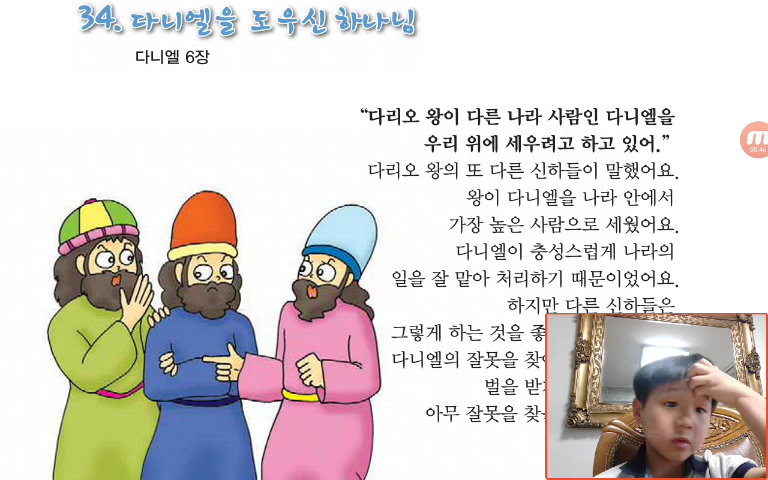 34. 다니엘을 도우신 하나님
다니엘 6장
“다리오 왕이 다른 나라 사람인 다니엘을
우리 위에 세우려고 하고 있어.”
다리오 왕의 또 다른 신하들이 말했어요.
왕이 다니엘을 나라 안에서
가장 높은 사람으로 세웠어요.
다니엘이 충성스럽게 나라의
일을 잘 맡아 처리하기 때문이었어요.
하지만 다른 신하들은
그렇게 하는 것을
다니엘의 잘못을
벌을
아무 잘못을
06:46